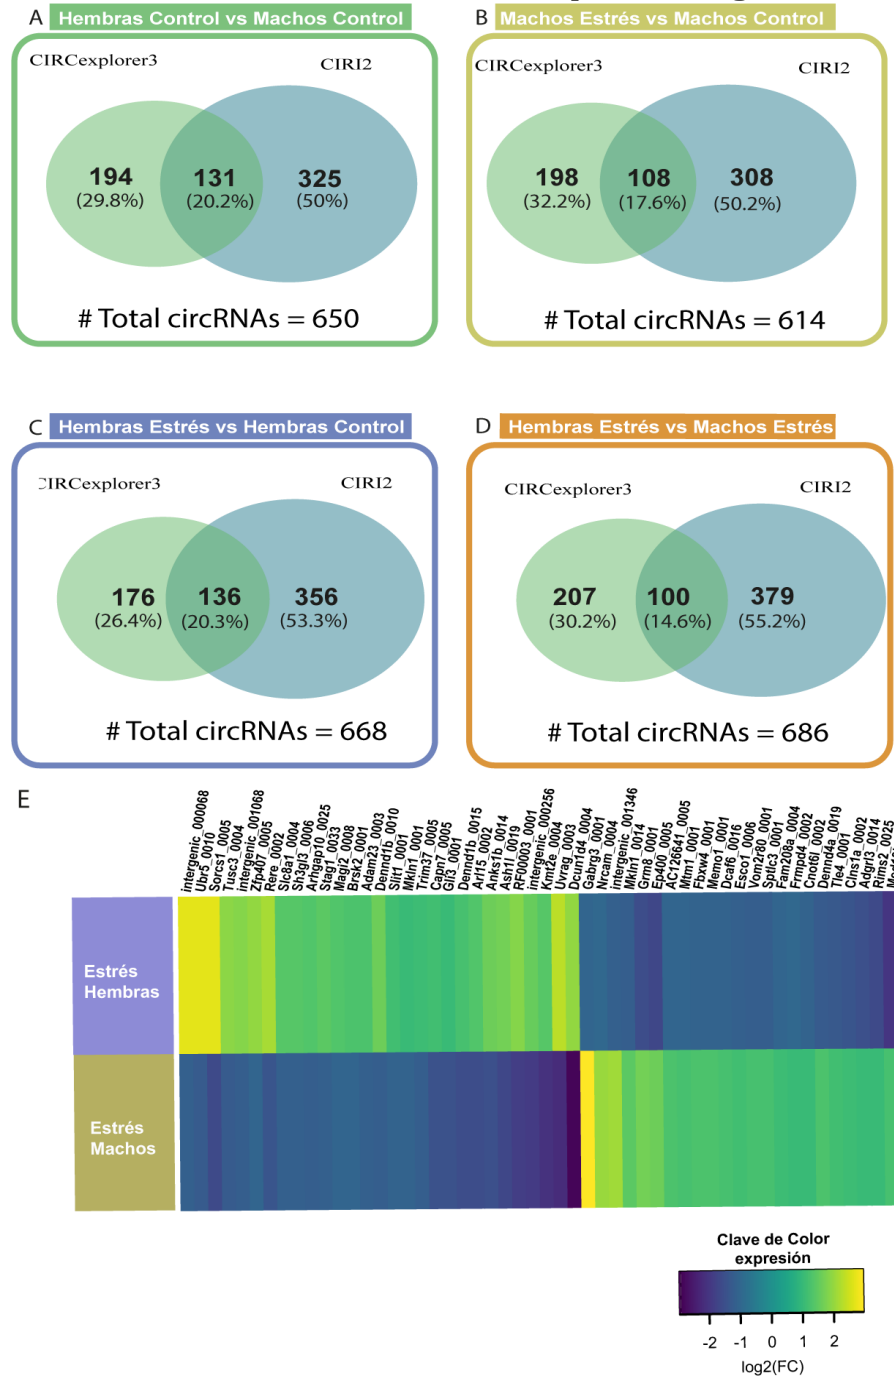 A Hembras Control vs Machos Control
CIRCexplorer3
CIRI2
194
(29.8%)
131
(20.2%)
325
(50%)
# Total circRNAs = 650
B Machos Estrés vs Machos Control
CIRCexplorer3
CIRI2
198
(32.2%)
108
(17.6%)
308
(50.2%)
# Total circRNAs = 614
C Hembras Estrés vs Hembras Control
CIRCexplorer3
CIRI2
176
(26.4%)
136
(20.3%)
356
(53.3%)
# Total circRNAs = 668
D Hembras Estrés vs Machos Estrés
CIRCexplorer3
CIRI2
207
(30.2%)
100
(14.6%)
379
(55.2%)
# Total circRNAs = 686
E
intergenic_000068
Ubr5_0010
Sorcs1_0005
Tusc3_0004
intergenic_001068
Zfp407_0005
Rere_0002
Slc8a1_0004
Sh3gl3_0006
Arhgap10_0025
Stag1_0033
Magi2_0008
Brsk2_0001
Adam23_0003
Dennd1b_0010
Slit1_0001
Mkln1_0001
Trim37_0005
Capn7_0005
Gli3_0001
Dennd1b_0015
Arl15_0002
Anks1b_0014
Ash1l_0019
RF00003_0001
intergenic_000256
Kmt2e_0004
Uvrag_0003
Dcun1d4_0004
Gabrg3_0001
Nrcam_0004
intergenic_001346
Mkln1_0014
Grm8_0001
Ep400_0005
AC126641_0005
Mtm1_0001
Fbxw4_0001
Memo1_0001
Dcaf6_0016
Esco1_0006
Vcon2r80_0001
Sptlc3_0001
Fam208a_0004
Frmpd4_0002
Cnot6l_0002
Dennd4a_0019
Tle4_0001
Clns1a_0002
Adgrl3_0014
Rims2_0025
Estrés
Hembras
Estrés
Machos
Clave de Color
expresión
-2 -1 0 1 2
log2(FC)